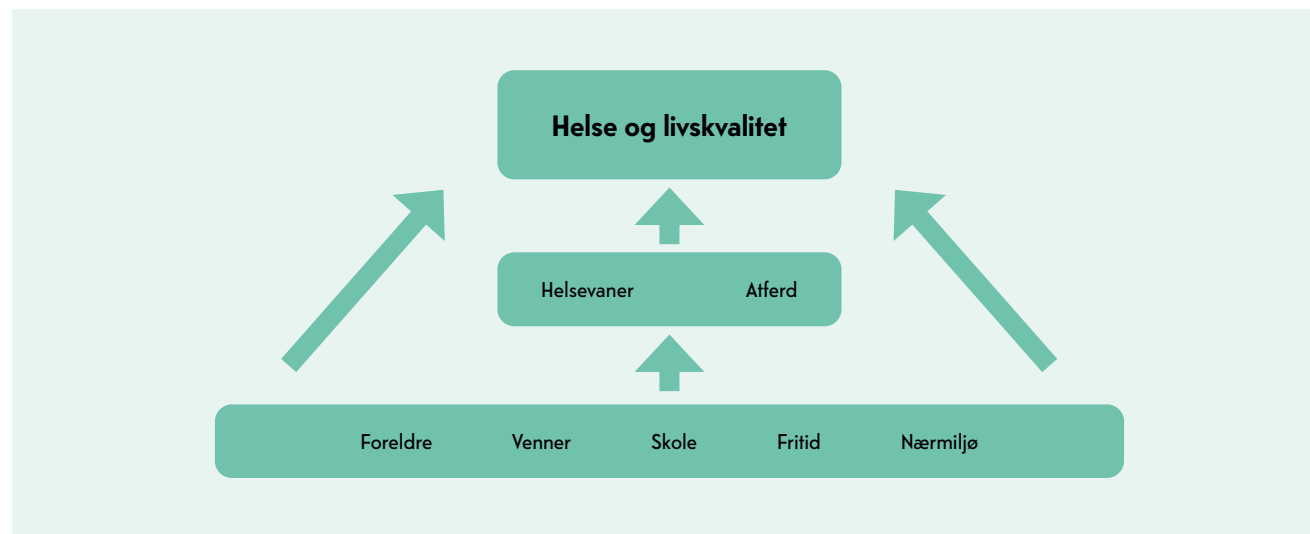 Helse og livskvalitet
Helsevaner Atferd
Foreldre Venner Skole Fritid Nærmiljø